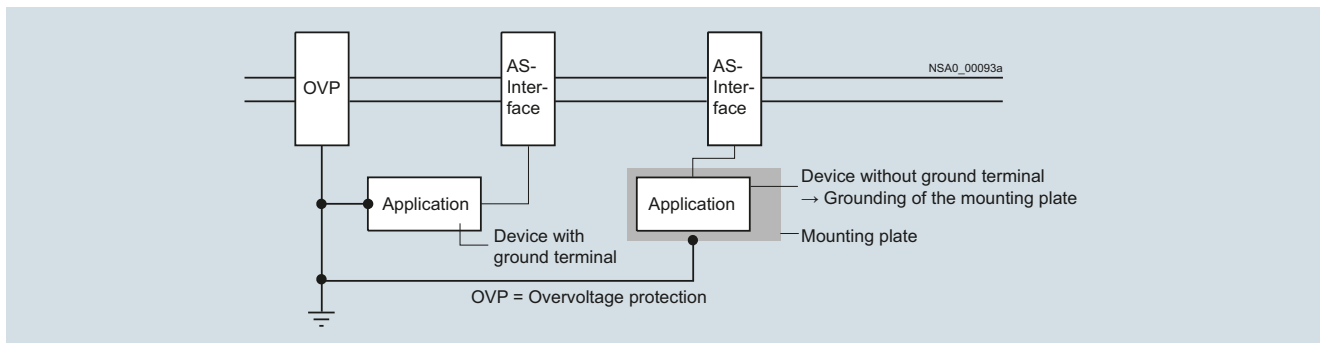 OVP
AS-
Inter-
face
AS-
Inter-
face
NSA0_00093a
Application
Device with
ground terminal
Application
Device without ground terminal
→ Grounding of the mounting plate
Mounting plate
OVP = Overvoltage protection